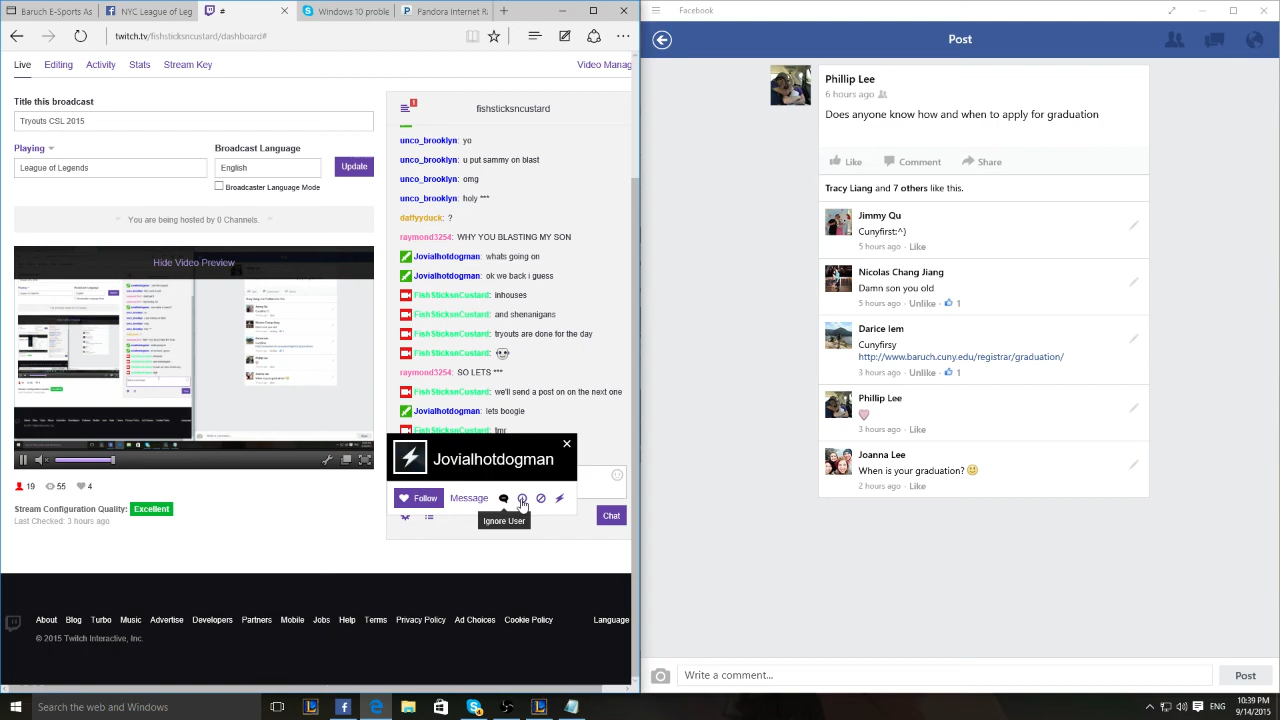 Baruch E-Sports As
NYC League of Leg
#
Windows 10 proble
Pandora Internet Ra
twitch.tv/fishsticksncustard/dashboard#
Live
Editing
Activity
Stats
Stream Key
Video Manag
Title this broadcast
Tryouts CSL 2015
Playing
Broadcast Language
League of Legends
English
Update
Broadcaster Language Mode
You are being hosted by 0 Channels.
Hide Video Preview
19
55
4
Stream Configuration Quality: Excellent
Last Checked: 3 hours ago
1
fishsticksncustard
unco_brooklyn: yo
unco_brooklyn: u put sammy on blast
unco_brooklyn: omg
unco_brooklyn: holy ***
daffyyduck: ?
raymond3254: WHY YOU BLASTING MY SON
Jovialhotdogman: whats going on
Jovialhotdogman: ok we back i guess
FishSticksnCustard: inhouses
FishSticksnCustard: and shenanigans
FishSticksnCustard: tryouts are done for the day
FishSticksnCustard:
raymond3254: SO LETS ***
FishSticksnCustard: we'll send a post on on the next one
Jovialhotdogman: lets boogie
FishSticksnCustard: tmr
Jovialhotdogman
Follow
Message
Ignore User
Chat
About
Blog
Turbo
Music
Advertise
Developers
Partners
Mobile
Jobs
Help
Terms
Privacy Policy
Ad Choices
Cookie Policy
Language
© 2015 Twitch Interactive, Inc.
Facebook
Post
Phillip Lee
6 hours ago
Does anyone know how and when to apply for graduation
Like
Comment
Share
Tracy Liang and 7 others like this.
Jimmy Qu
Cunyfirst:^)
5 hours ago · Like
Nicolas Chang Jiang
Damn son you old
5 hours ago · Unlike · 1
Darice Iem
Cunyfirsy
http://www.baruch.cuny.edu/registrar/graduation/
3 hours ago · Unlike · 1
Phillip Lee
3 hours ago · Like
Joanna Lee
When is your graduation?
2 hours ago · Like
Write a comment...
Post
Search the web and Windows
10:39 PM
9/14/2015